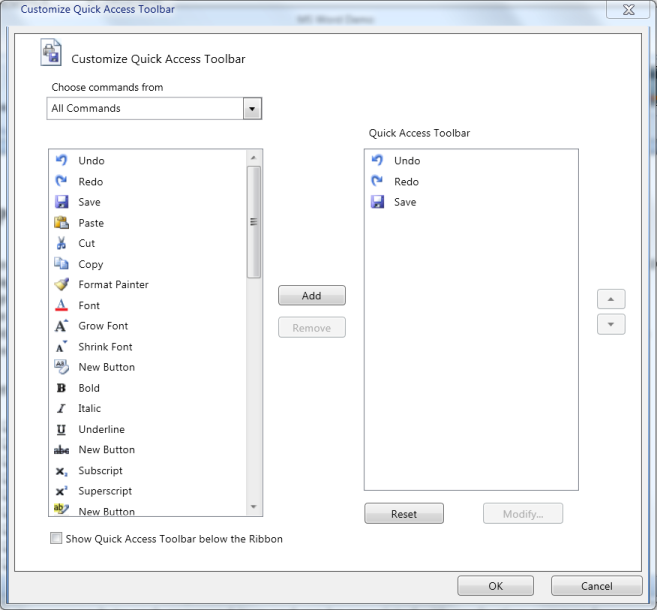 Customize Quick Access Toolbar
MS Word Demo
Customize Quick Access Toolbar
Choose commands from
All Commands
Quick Access Toolbar
Undo
Redo
Save
Paste
Cut
Copy
Format Painter
Font
Grow Font
Shrink Font
New Button
Bold
Italic
Underline
New Button
Subscript
Superscript
New Button
Add
Remove
Undo
Redo
Save
Reset
Modify...
Show Quick Access Toolbar below the Ribbon
OK
Cancel